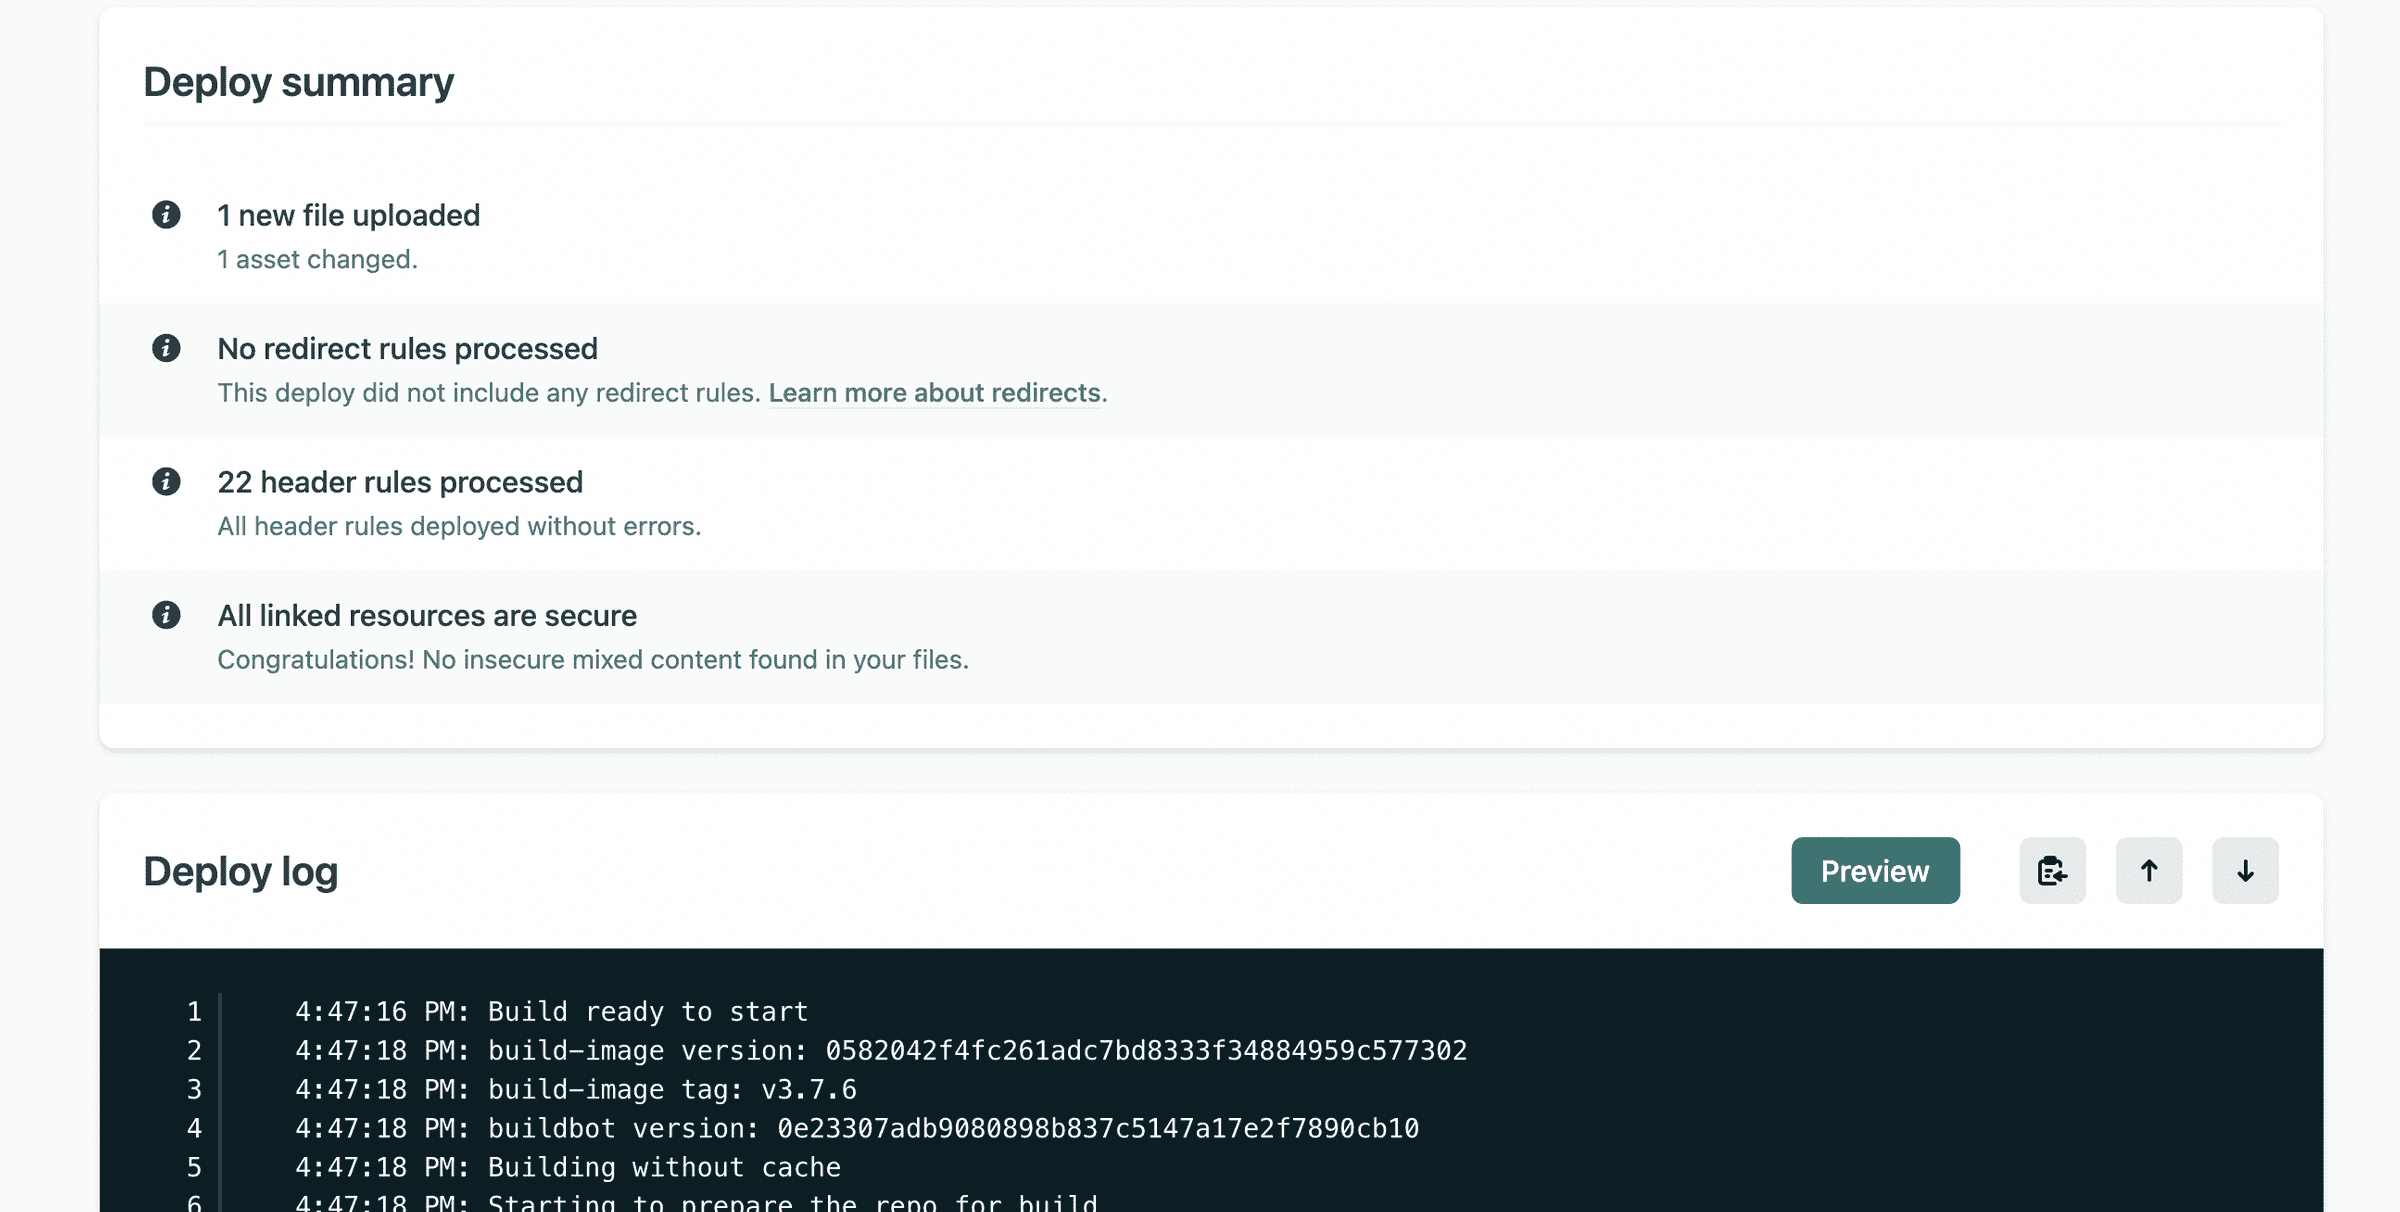 Deploy summary
1 new file uploaded
1 asset changed.
No redirect rules processed
This deploy did not include any redirect rules. Learn more about redirects.
22 header rules processed
All header rules deployed without errors.
All linked resources are secure
Congratulations! No insecure mixed content found in your files.
Deploy log
Preview
1 4:47:16 PM: Build ready to start
2 4:47:18 PM: build-image version: 0582042f4fc261adc7bd8333f34884959c577302
3 4:47:18 PM: build-image tag: v3.7.6
4 4:47:18 PM: buildbot version: 0e23307adb9080898b837c5147a17e2f7890cb10
5 4:47:18 PM: Building without cache
6 4:47:18 PM: Starting to prepare the repo for build